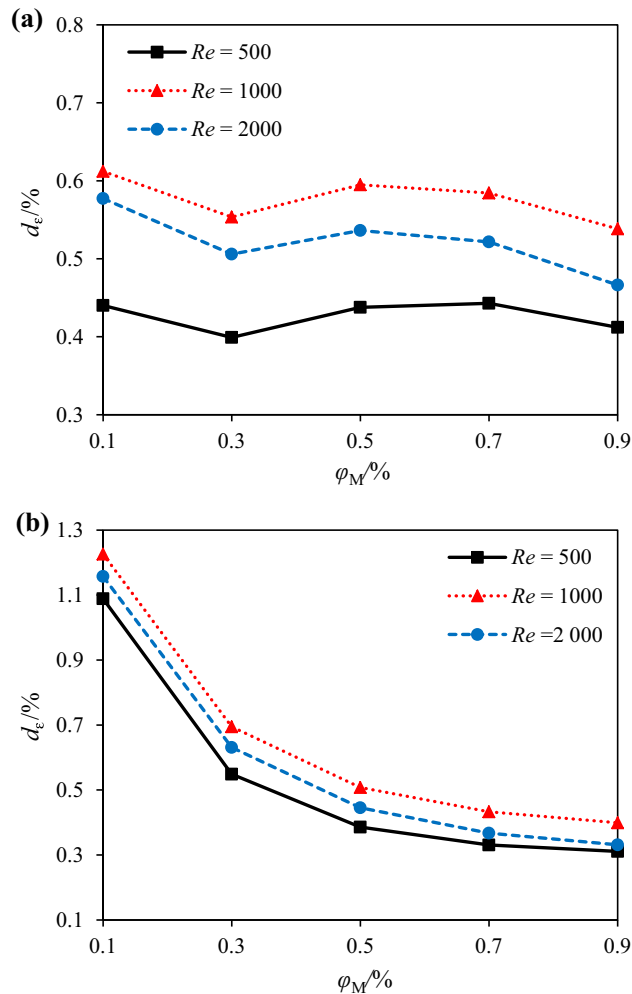 (a)
0.8
0.7
0.6
0.5
0.4
0.3
dε/%
Re = 500
Re = 1000
Re = 2000
0.1 0.3 0.5 0.7 0.9
φM/%
(b)
1.3
1.1
0.9
0.7
0.5
0.3
0.1
dε/%
Re = 500
Re = 1000
Re =2 000
0.1 0.3 0.5 0.7 0.9
φM/%